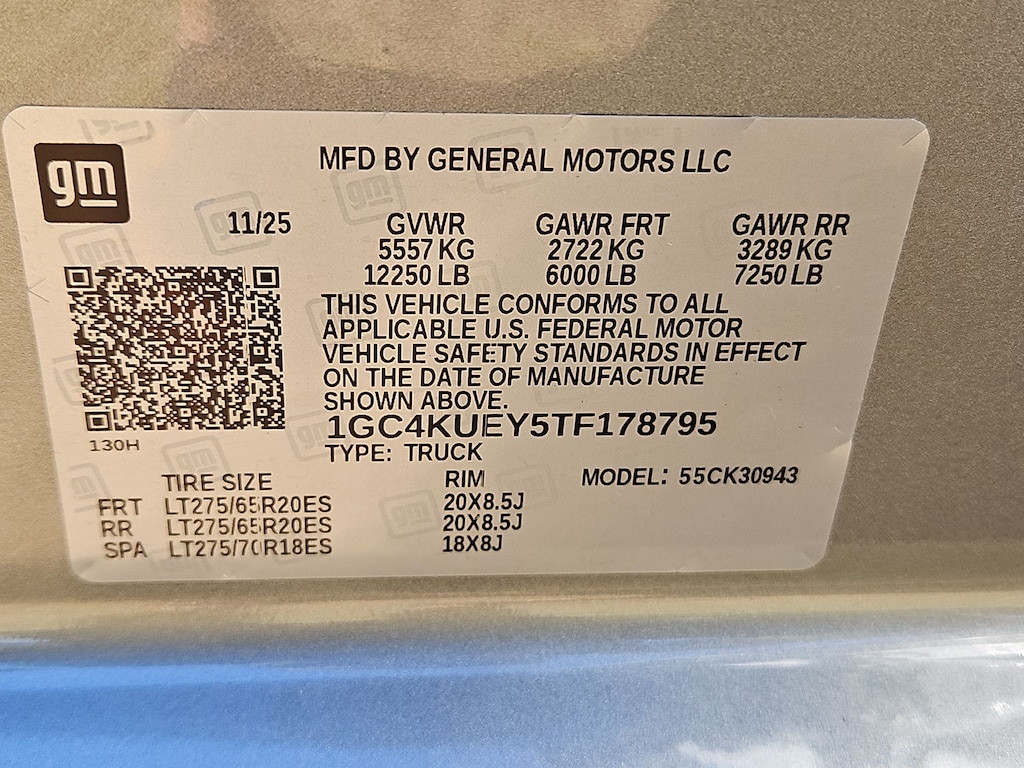 gm
MFD BY GENERAL MOTORS LLC
11/25 GVWR GAWR FRT GAWR RR
5557 KG 2722 KG 3289 KG
12250 LB 6000 LB 7250 LB
THIS VEHICLE CONFORMS TO ALL
APPLICABLE U.S. FEDERAL MOTOR
VEHICLE SAFETY STANDARDS IN EFFECT
ON THE DATE OF MANUFACTURE
SHOWN ABOVE.
1GC4KUEY5TF178795
130H
TYPE: TRUCK
TIRE SIZE RIM MODEL: 55CK30943
FRT LT275/65R20ES 20X8.5J
RR LT275/65R20ES 20X8.5J
SPA LT275/70R18ES 18X8J